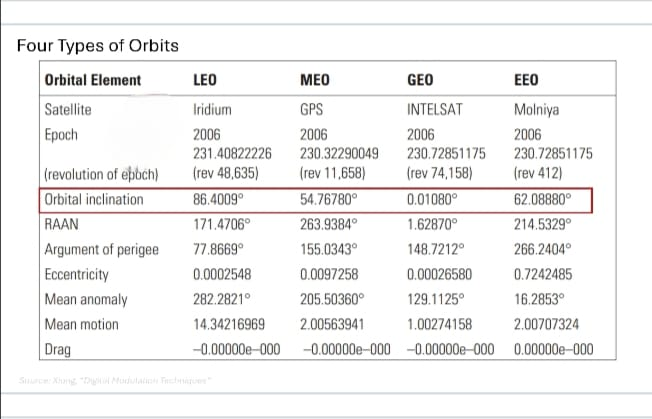 Four Types of Orbits
Orbital Element LEO MEO GEO EEO
Satellite Iridium GPS INTELSAT Molniya
Epoch 2006 2006 2006 2006
231.40822226 230.32290049 230.72851175 230.72851175
(revolution of epoch) (rev 48,635) (rev 11,658) (rev 74,158) (rev 412)
Orbital inclination 86.4009° 54.76780° 0.01080° 62.08880°
RAAN 171.4706° 263.9384° 1.62870° 214.5329°
Argument of perigee 77.8669° 155.0343° 148.7212° 266.2404°
Eccentricity 0.0002548 0.0097258 0.00026580 0.7242485
Mean anomaly 282.2821° 205.50360° 129.1125° 16.2853°
Mean motion 14.34216969 2.00563941 1.00274158 2.00707324
Drag –0.00000e–000 –0.00000e–000 –0.00000e–000 0.00000e–000
Source: Xiong, "Digital Modulation Techniques"